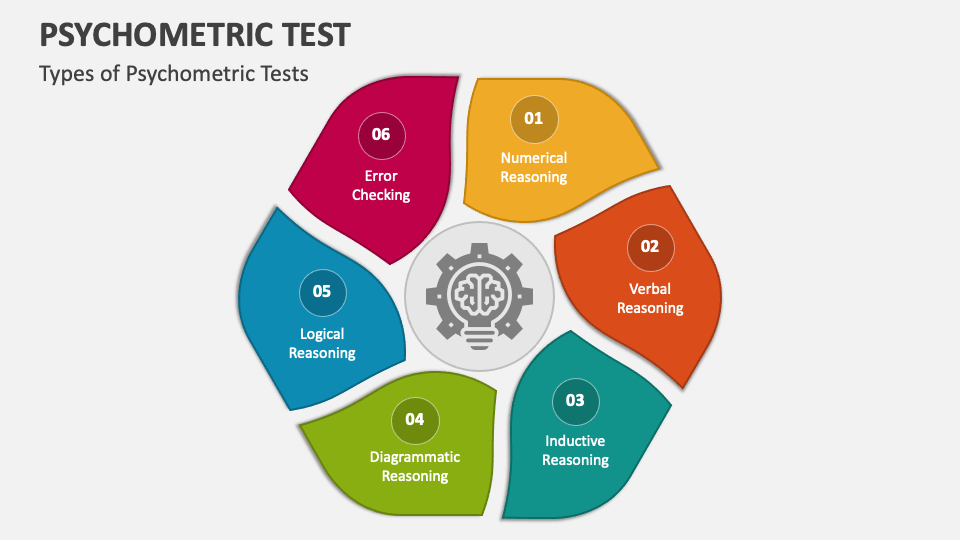 PSYCHOMETRIC TEST
Types of Psychometric Tests
01
Numerical
Reasoning
02
Verbal
Reasoning
03
Inductive
Reasoning
04
Diagrammatic
Reasoning
05
Logical
Reasoning
06
Error
Checking